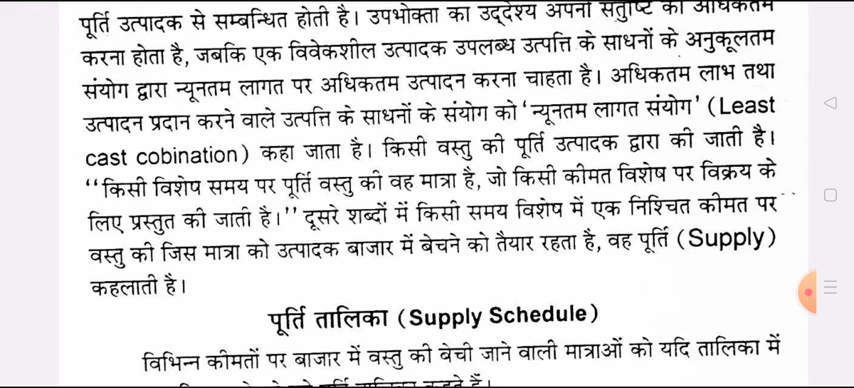 पूर्ति उत्पादक से सम्बन्धित होती है। उपभोक्ता का उद्देश्य अपनी संतुष्टि को अधिकतम
करना होता है, जबकि एक विवेकशील उत्पादक उपलब्ध उत्पत्ति के साधनों के अनुकूलतम
संयोग द्वारा न्यूनतम लागत पर अधिकतम उत्पादन करना चाहता है। अधिकतम लाभ तथा
उत्पादन प्रदान करने वाले उत्पत्ति के साधनों के संयोग को ‘न्यूनतम लागत संयोग’ (Least
cast cobination) कहा जाता है। किसी वस्तु की पूर्ति उत्पादक द्वारा की जाती है।
‘‘किसी विशेष समय पर पूर्ति वस्तु की वह मात्रा है, जो किसी कीमत विशेष पर विक्रय के
लिए प्रस्तुत की जाती है।’’ दूसरे शब्दों में किसी समय विशेष में एक निश्चित कीमत पर
वस्तु की जिस मात्रा को उत्पादक बाजार में बेचने को तैयार रहता है, वह पूर्ति (Supply)
कहलाती है।
पूर्ति तालिका (Supply Schedule)
विभिन्न कीमतों पर बाजार में वस्तु की बेची जाने वाली मात्राओं को यदि तालिका में